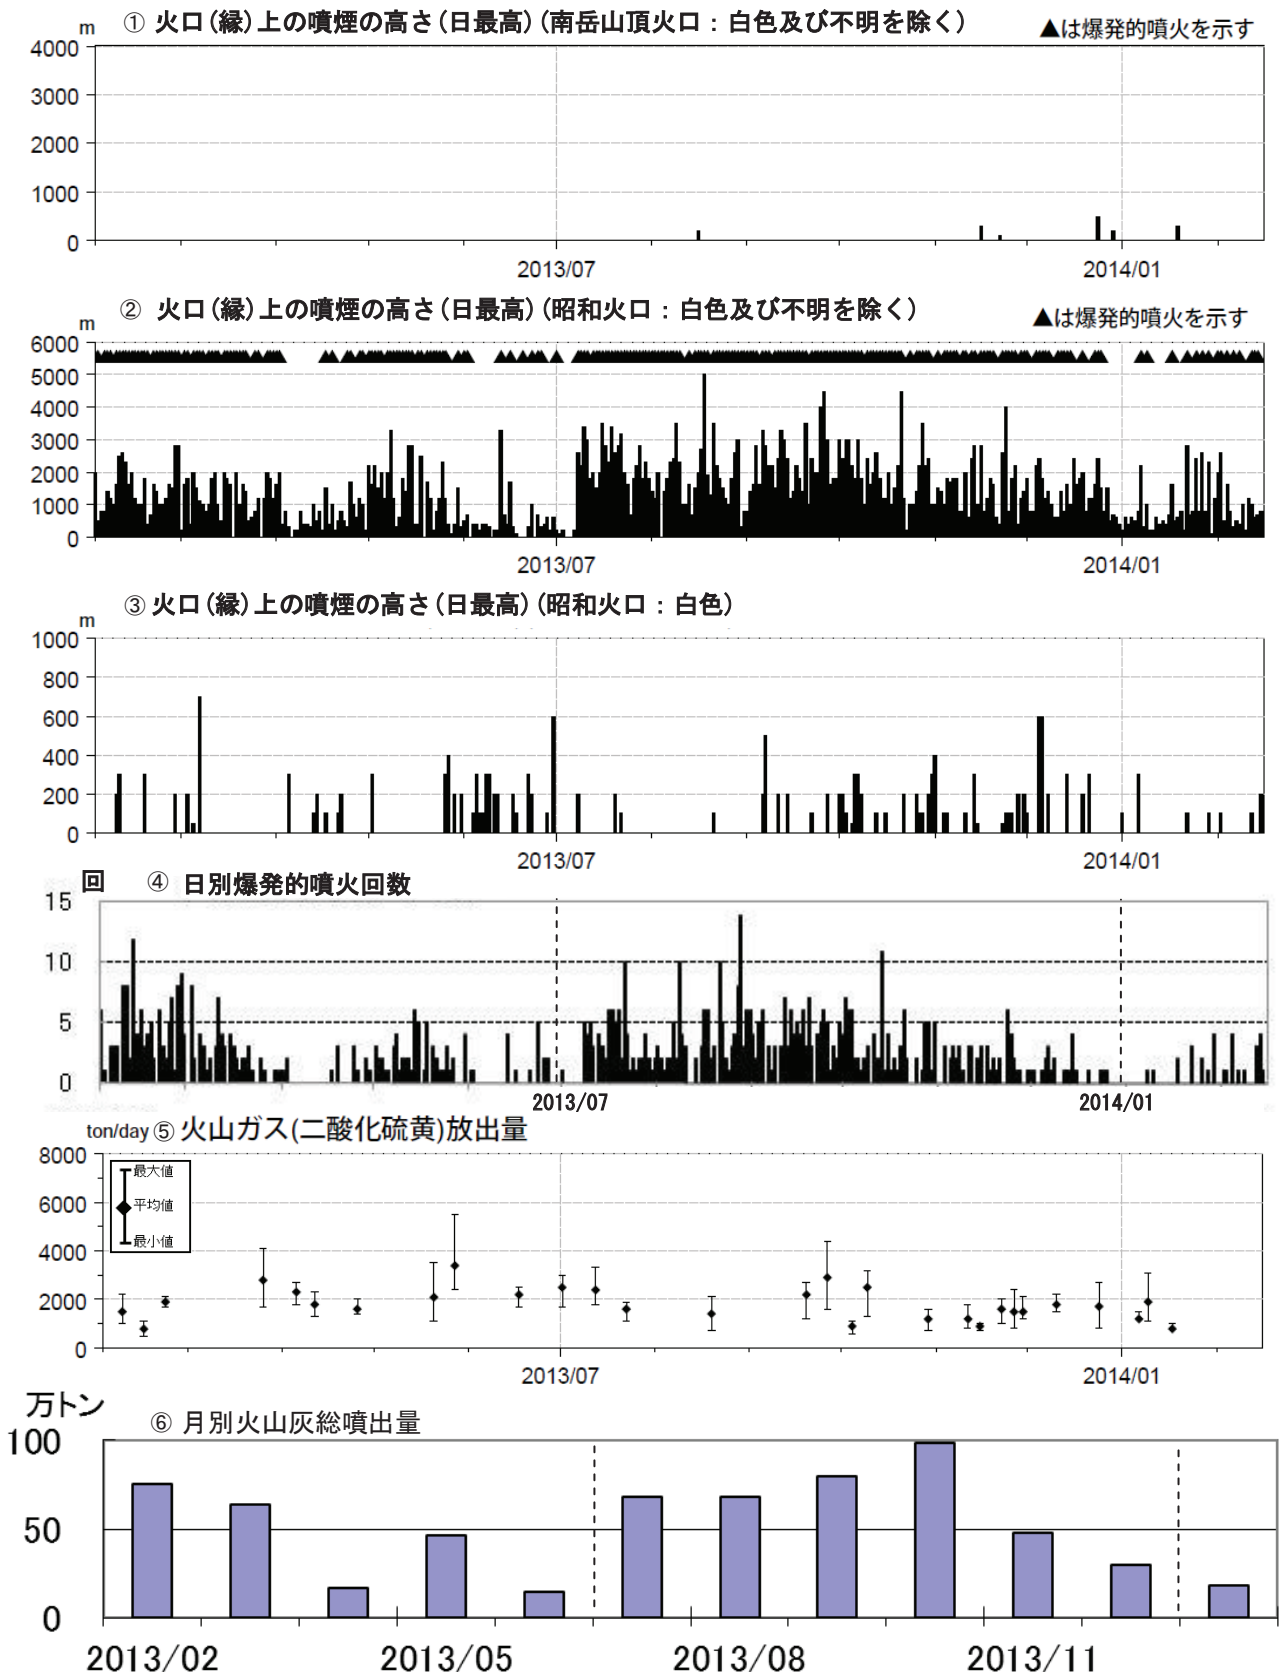 ① 火口(縁)上の噴煙の高さ(日最高)(南岳山頂火口：白色及び不明を除く)
▲は爆発的噴火を示す
m
4000
3000
2000
1000
0
2013/07
2014/01
② 火口(縁)上の噴煙の高さ(日最高)(昭和火口：白色及び不明を除く)
▲は爆発的噴火を示す
m
6000
5000
4000
3000
2000
1000
0
2013/07
2014/01
③ 火口(縁)上の噴煙の高さ(日最高)(昭和火口：白色)
m
1000
800
600
400
200
0
2013/07
2014/01
回 ④ 日別爆発的噴火回数
15
10
5
0
2013/07
2014/01
ton/day ⑤ 火山ガス(二酸化硫黄)放出量
8000
6000
4000
2000
0
最大値
平均値
最小値
2013/07
2014/01
万トン
⑥ 月別火山灰総噴出量
100
50
0
2013/02
2013/05
2013/08
2013/11